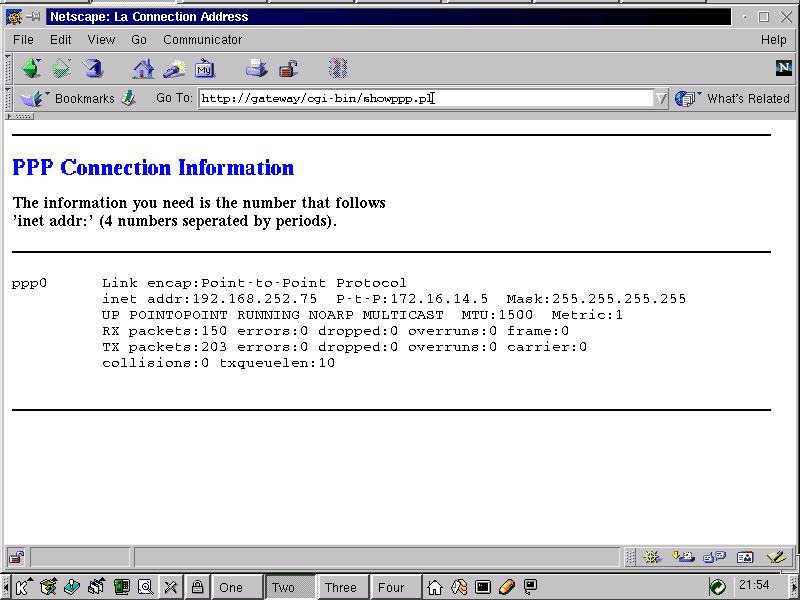 Netscape: La Connection Address
File Edit View Go Communicator Help
My
N
Bookmarks Go To: http://gateway/cgi-bin/showppp.pl What's Related
PPP Connection Information
The information you need is the number that follows
'inet addr:' (4 numbers seperated by periods).
ppp0 Link encap:Point-to-Point Protocol
inet addr:192.168.252.75 P-t-P:172.16.14.5 Mask:255.255.255.255
UP POINTOPOINT RUNNING NOARP MULTICAST MTU:1500 Metric:1
RX packets:150 errors:0 dropped:0 overruns:0 frame:0
TX packets:203 errors:0 dropped:0 overruns:0 carrier:0
collisions:0 txqueuelen:10
K One Two Three Four 21:54